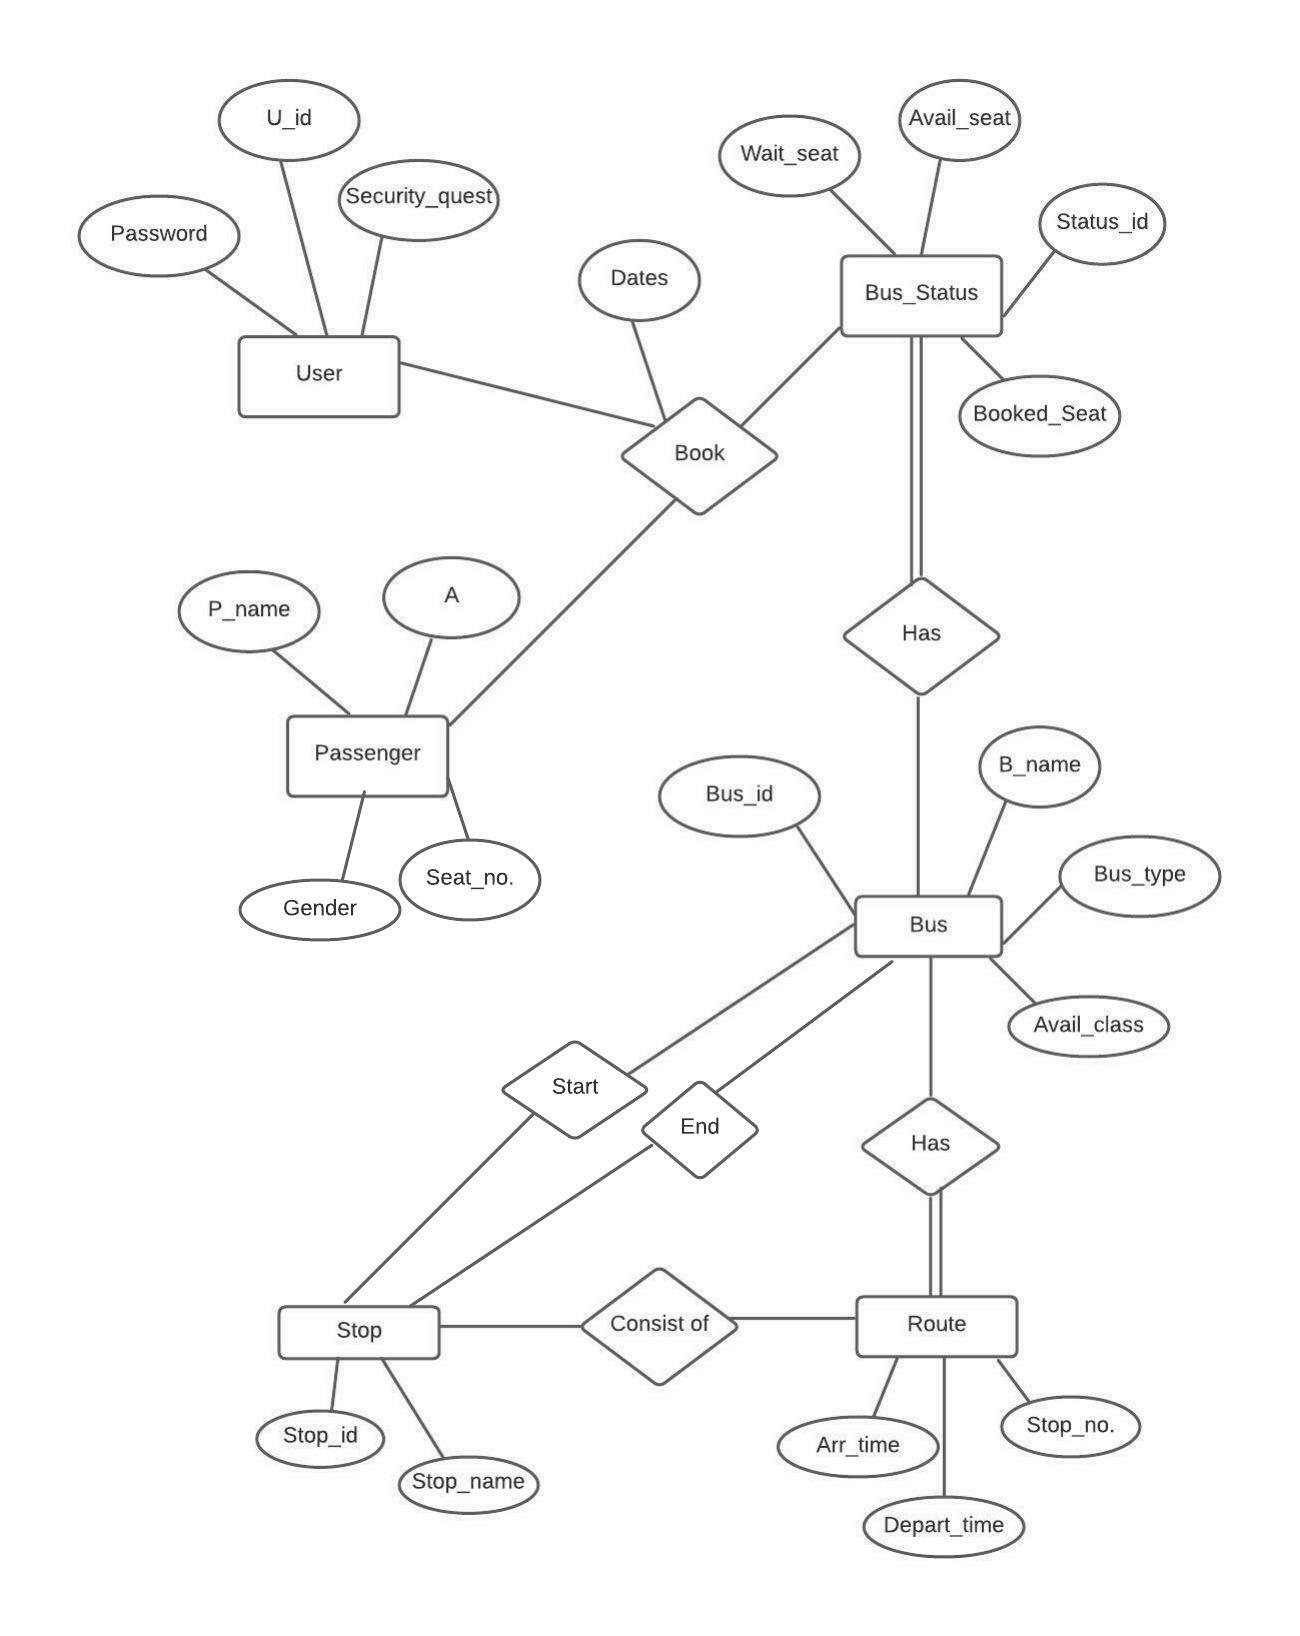 U_id
Avail_seat
Wait_seat
Security_quest
Status_id
Password
Dates
Bus_Status
User
Booked_Seat
Book
A
P_name
Has
Passenger
B_name
Bus_id
Bus_type
Seat_no.
Gender
Bus
Avail_class
Start
End
Has
Stop
Consist of
Route
Stop_no.
Stop_id
Arr_time
Stop_name
Depart_time